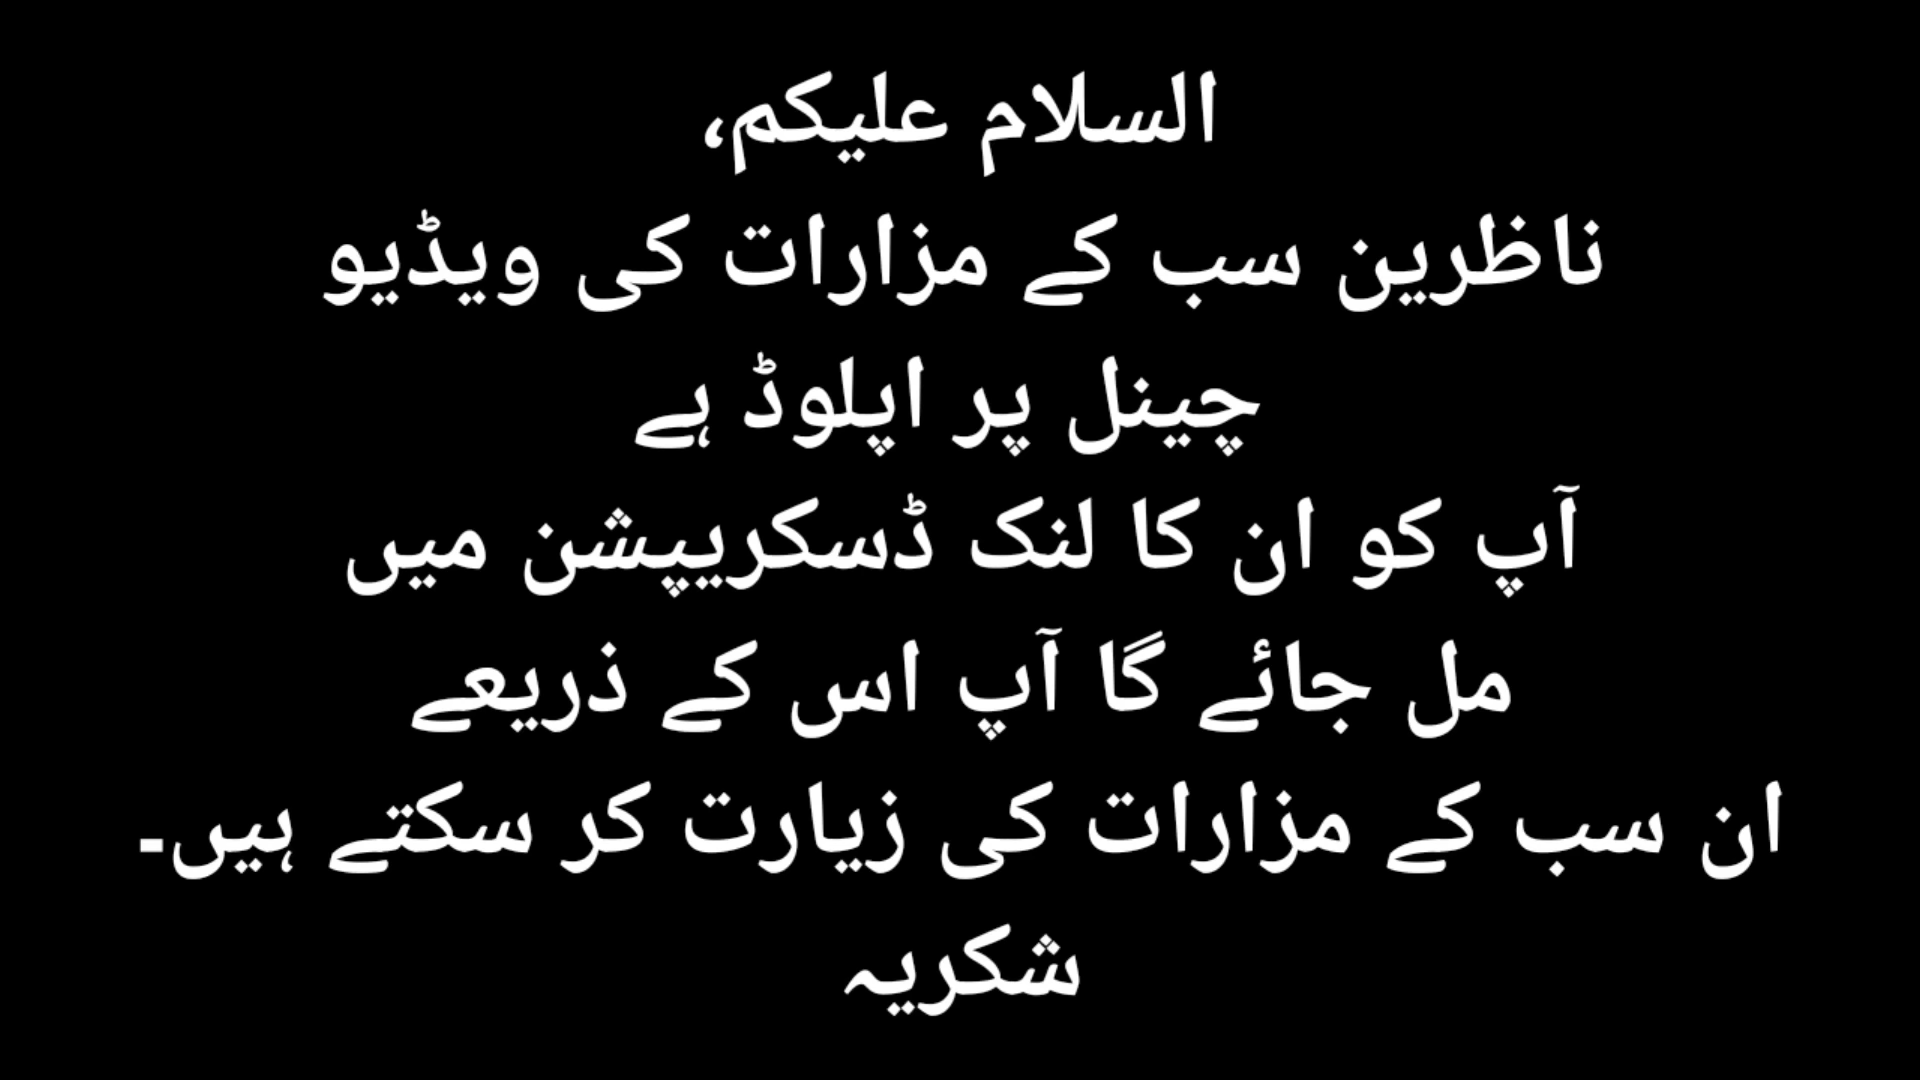 السلام علیکم،
ناظرین سب کے مزارات کی ویڈیو
چینل پر اپلوڈ ہے
آپ کو ان کا لنک ڈسکریپشن میں
مل جائے گا آپ اس کے ذریعے
ان سب کے مزارات کی زیارت کر سکتے ہیں۔
شکریہ